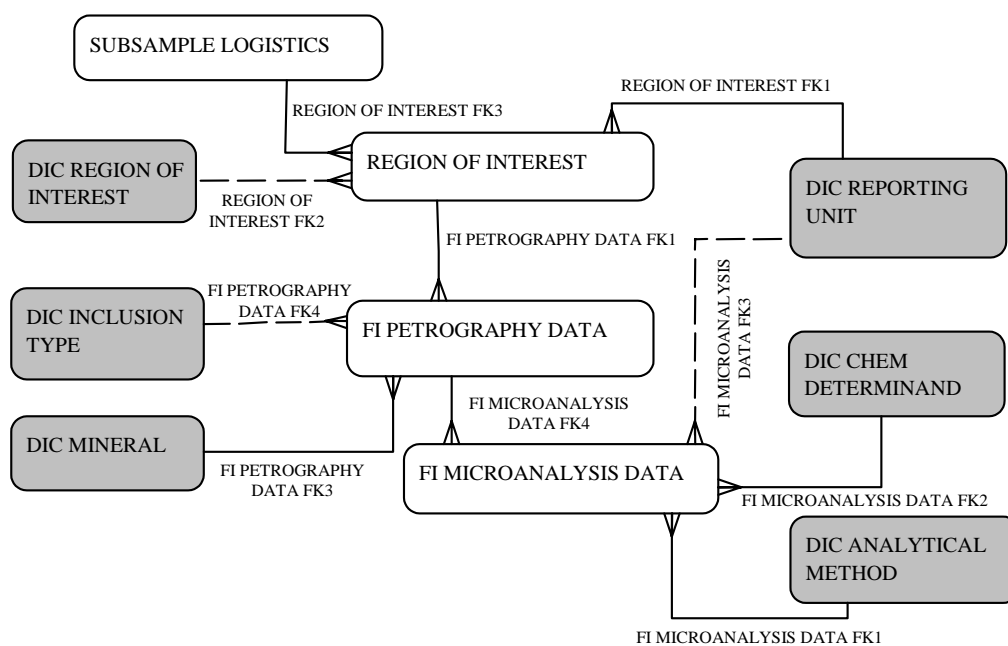 SUBSAMPLE LOGISTICS
REGION OF INTEREST FK1
REGION OF INTEREST FK3
REGION OF INTEREST
DIC REGION OF
INTEREST
REGION OF
INTEREST FK2
DIC REPORTING
UNIT
FI PETROGRAPHY DATA FK1
FI PETROGRAPHY
DATA FK4
DIC INCLUSION
TYPE
FI PETROGRAPHY DATA
FI MICROANALYSIS
DATA FK3
DIC CHEM
DETERMINAND
FI MICROANALYSIS
DATA FK4
DIC MINERAL
FI PETROGRAPHY
DATA FK3
FI MICROANALYSIS DATA
FI MICROANALYSIS DATA FK2
DIC ANALYTICAL
METHOD
FI MICROANALYSIS DATA FK1